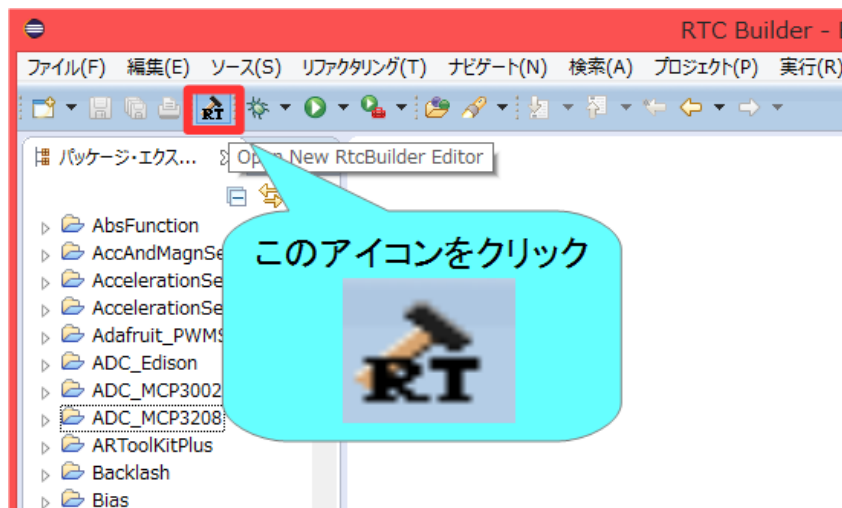 RTC Builder -
ファイル(F) 編集(E) ソース(S) リファクタリング(T) ナビゲート(N) 検索(A) プロジェクト(P) 実行(R)
RT
パッケージ・エクス...
Open New RtcBuilder Editor
AbsFunction
AccAndMagnSe
AccelerationSe
AccelerationSe
Adafruit_PWMS
ADC_Edison
ADC_MCP3002
ADC_MCP3208
ARToolKitPlus
Backlash
Bias
このアイコンをクリック
RT